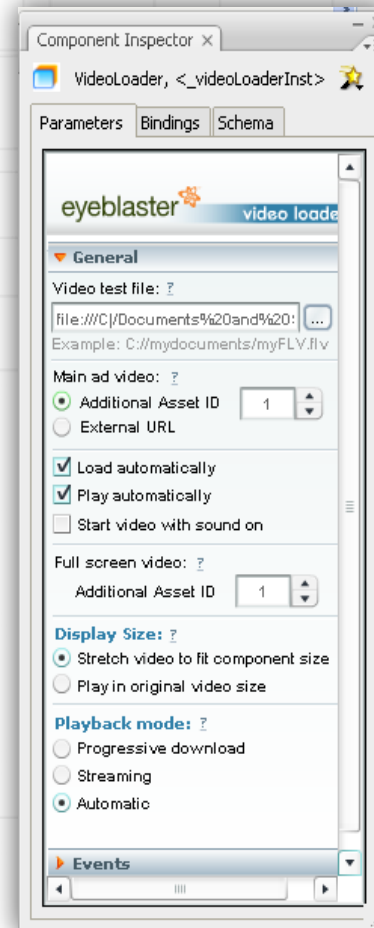 Component Inspector ×
VideoLoader, <_videoLoaderInst>
Parameters Bindings Schema
eyeblaster video loade
General
Video test file: ?
file:///C|/Documents%20and%20: ...
Example: C://mydocuments/myFLV.flv
Main ad video: ?
Additional Asset ID 1
External URL
Load automatically
Play automatically
Start video with sound on
Full screen video: ?
Additional Asset ID 1
Display Size: ?
Stretch video to fit component size
Play in original video size
Playback mode: ?
Progressive download
Streaming
Automatic
Events